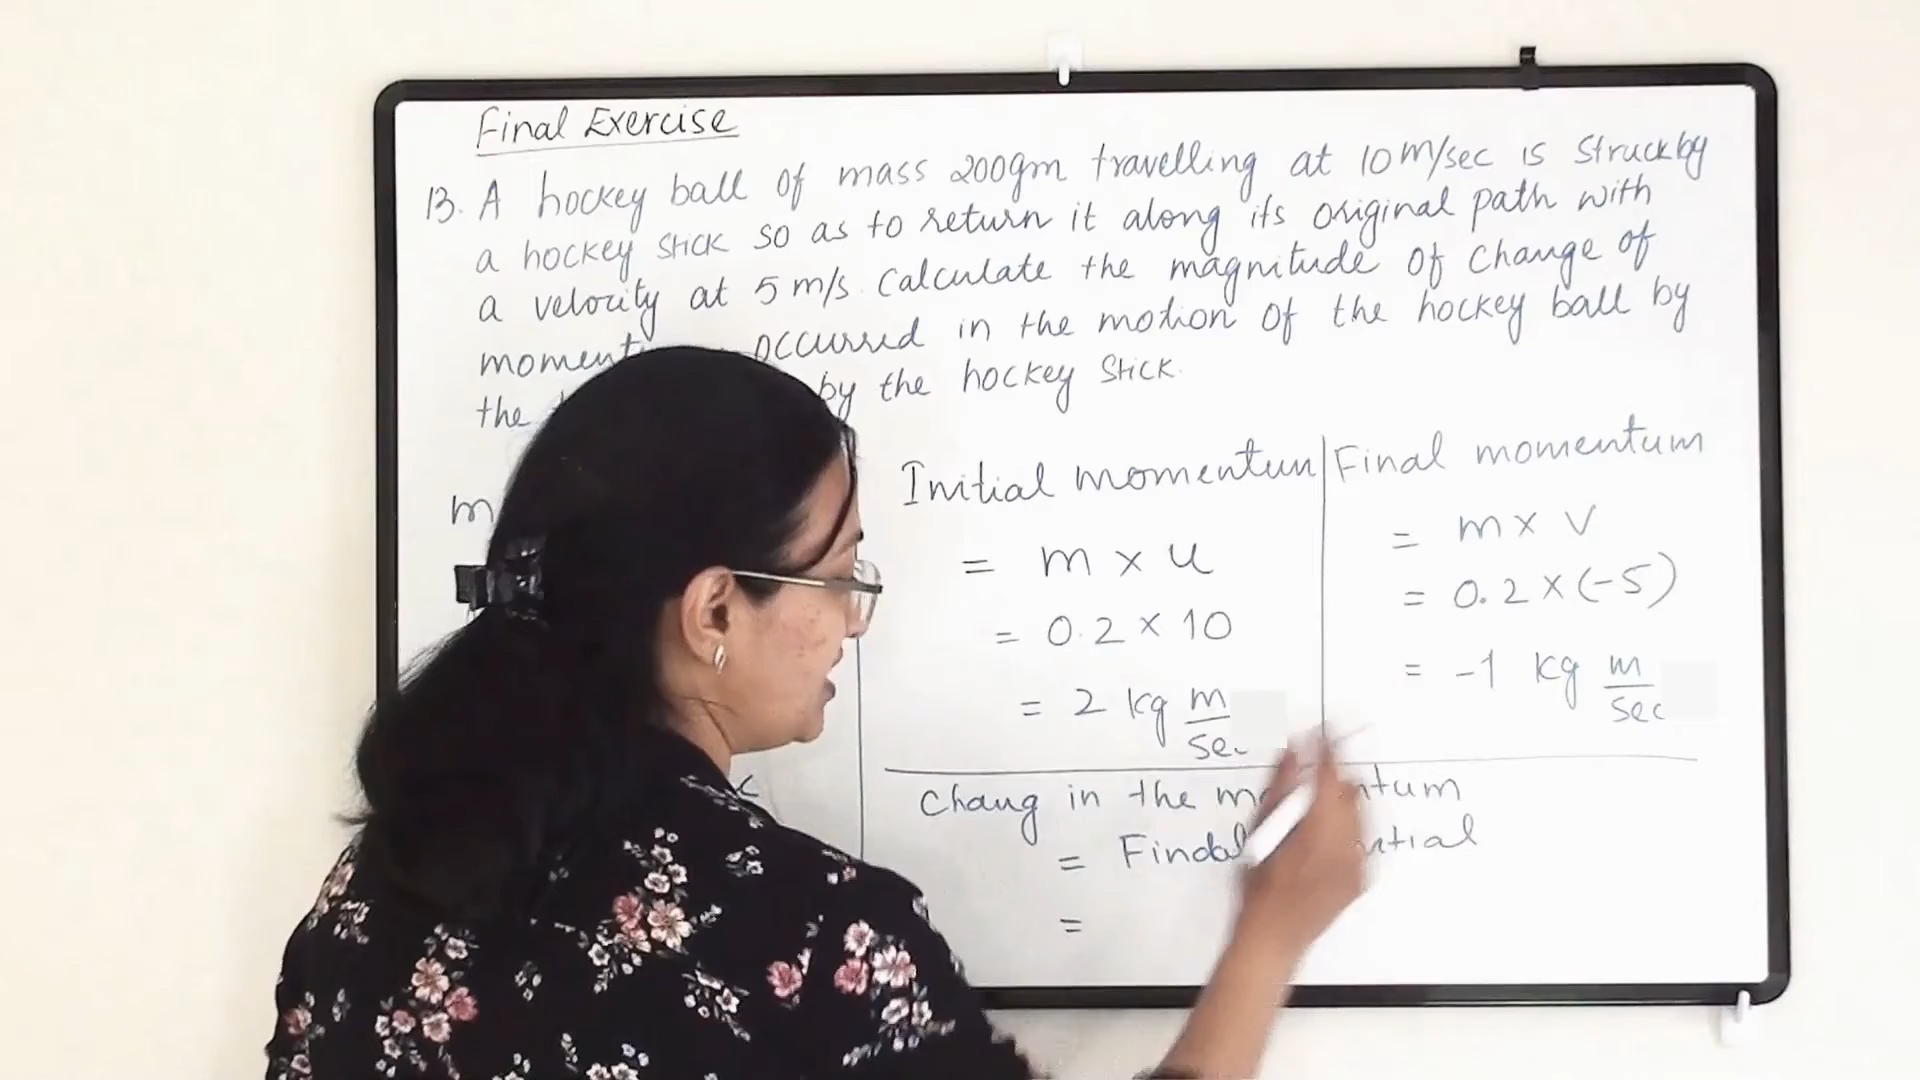 Final Exercise
13. A hockey ball of mass 200gm travelling at 10 m/sec is struck by
a hockey stick so as to return it along its original path with
a velocity at 5 m/s. Calculate the magnitude of change of
occurred in the motion of the hockey ball by
the by the hockey stick.
m
Initial momentum
= m × u
= 0.2 × 10
= 2 kg m/
Final momentum
= m × v
= 0.2 × (-5)
= -1 kg m/sec
Chang in the
=
=